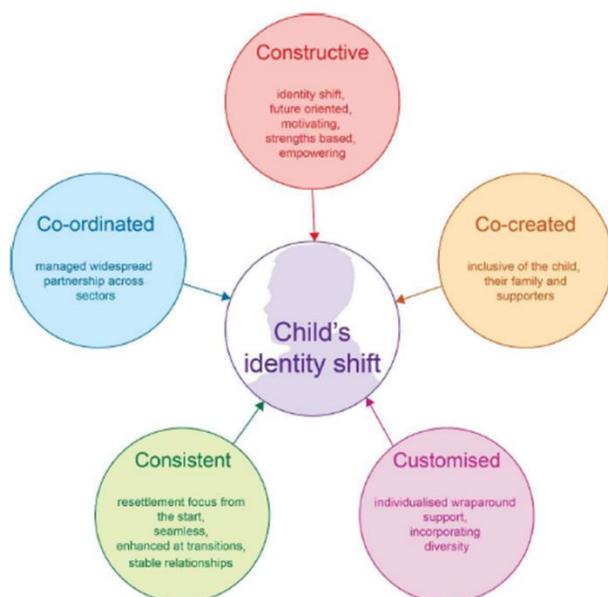 Constructive
identity shift,
future oriented,
motivating,
strengths based,
empowering
Co-ordinated
managed widespread
partnership across
sectors
Co-created
inclusive of the child,
their family and
supporters
Child's
identity shift
Consistent
resettlement focus from
the start,
seamless,
enhanced at transitions,
stable relationships
Customised
individualised wraparound
support,
incorporating
diversity